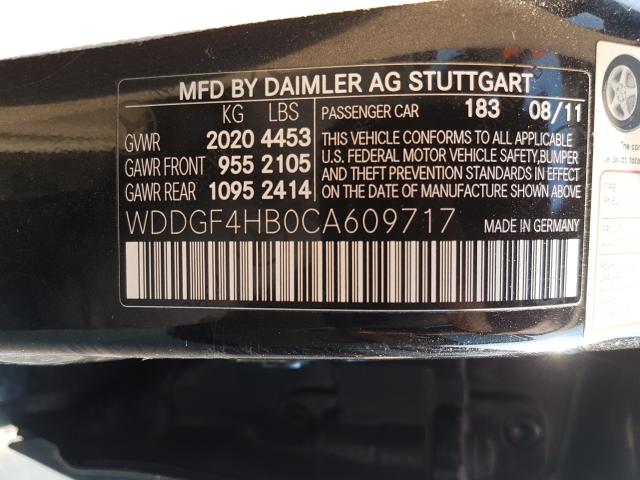 MFD BY DAIMLER AG STUTTGART
KG LBS
PASSENGER CAR 183 08/11
GVWR 2020 4453
GAWR FRONT 955 2105
GAWR REAR 1095 2414
THIS VEHICLE CONFORMS TO ALL APPLICABLE
U.S. FEDERAL MOTOR VEHICLE SAFETY, BUMPER
AND THEFT PREVENTION STANDARDS IN EFFECT
ON THE DATE OF MANUFACTURE SHOWN ABOVE
WDDGF4HB0CA609717
MADE IN GERMANY